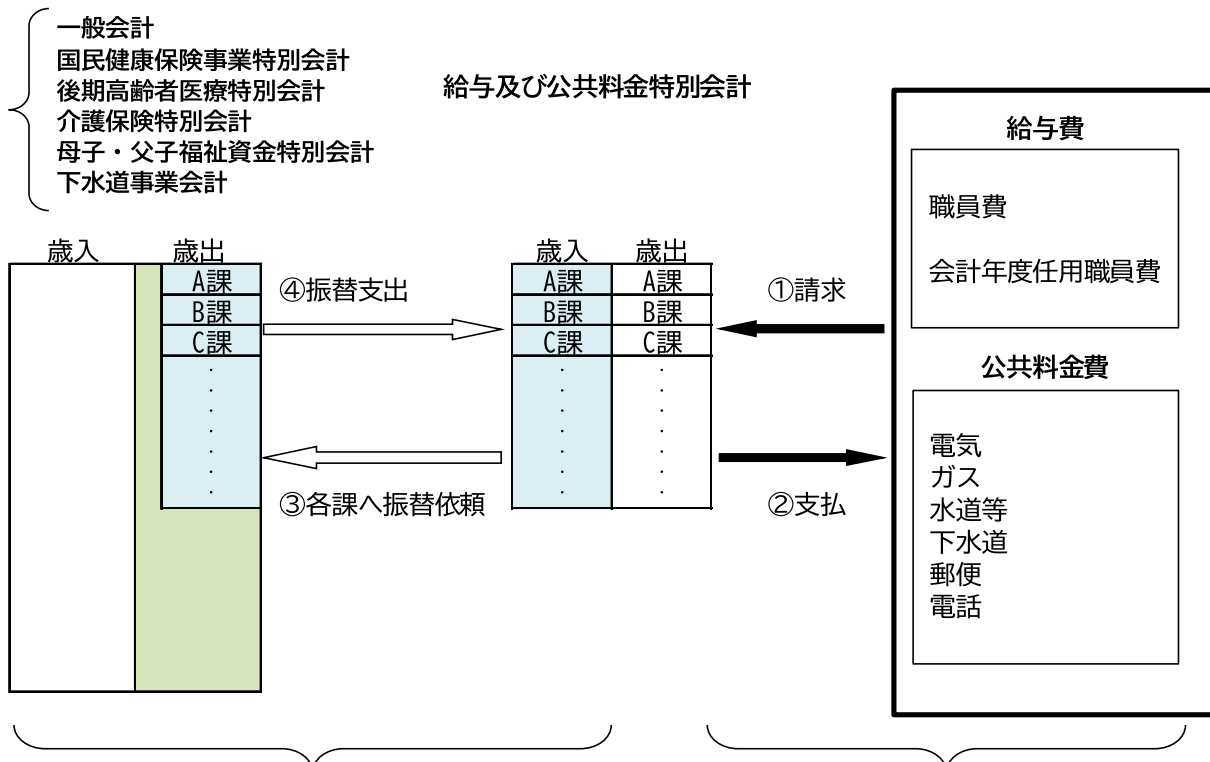 一般会計
国民健康保険事業特別会計
後期高齢者医療特別会計
介護保険特別会計
母子・父子福祉資金特別会計
下水道事業会計
給与及び公共料金特別会計
歳入 歳出
A課
B課
C課
④振替支出
③各課へ振替依頼
歳入 歳出
A課 A課
B課 B課
C課 C課
①請求
②支払
給与費
職員費
会計年度任用職員費
公共料金費
電気
ガス
水道等
下水道
郵便
電話